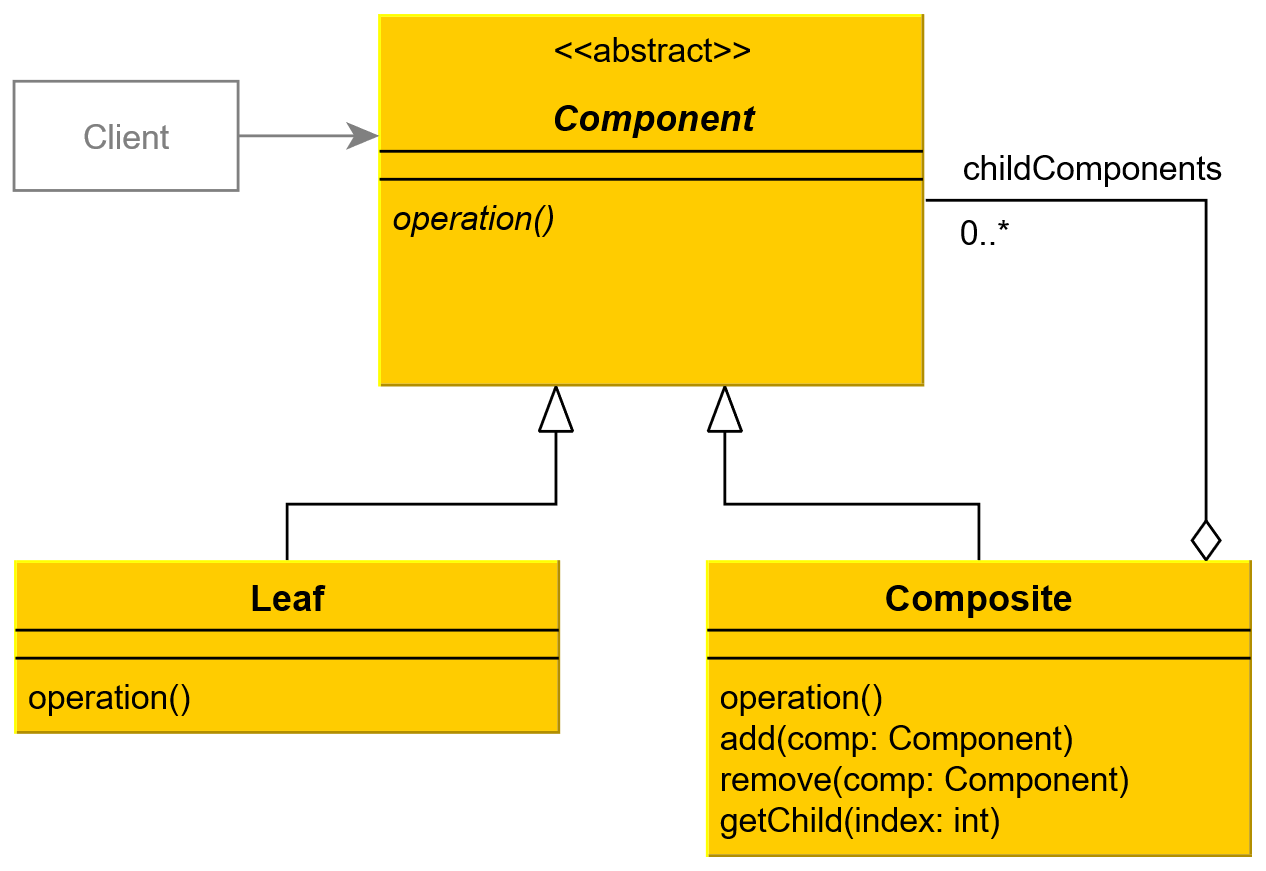 <<abstract>>
Component
Client
operation()
childComponents
0..*
Leaf
operation()
Composite
operation()
add(comp: Component)
remove(comp: Component)
getChild(index: int)